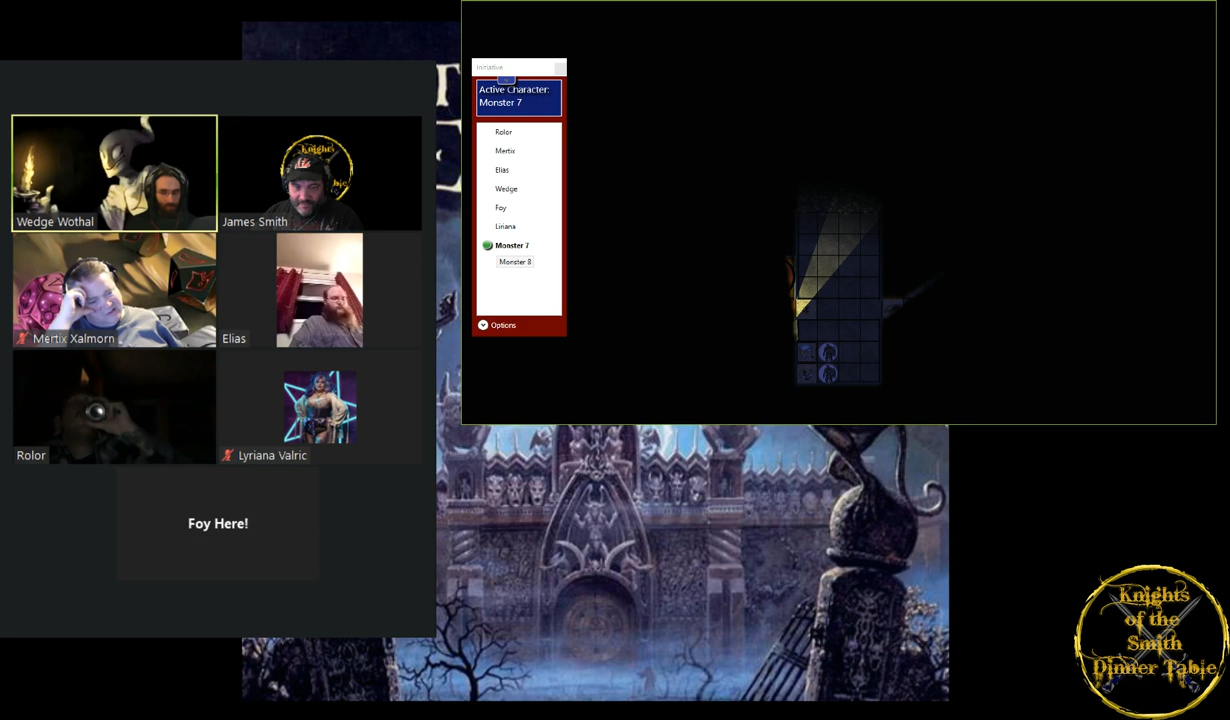 Wedge Wothal
James Smith
Mertix Xalmorn
Elias
Rolor
Lyriana Valric
Foy Here!
Initiative
Active Character:
Monster 7
Rolor
Mertix
Elias
Wedge
Foy
Liriana
Monster 7
Monster 8
Options
Knights
of the
Smith
Dinner Table